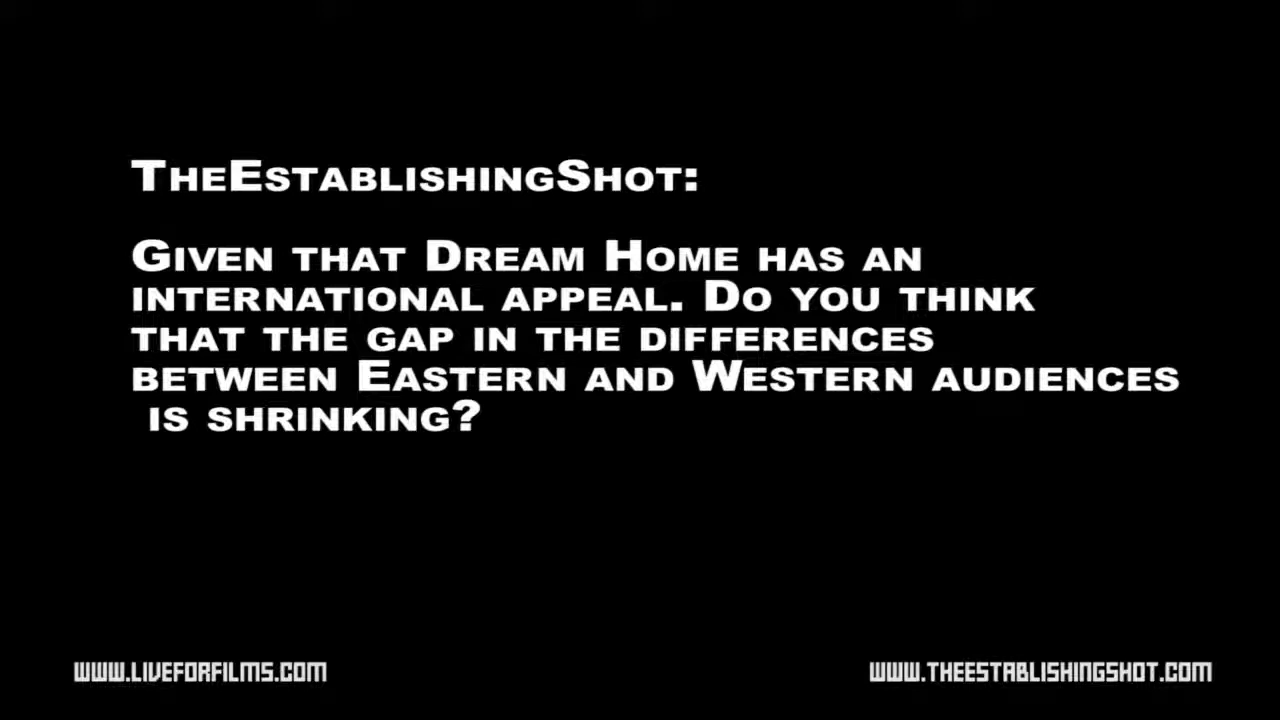 TheEstablishingShot:
Given that Dream Home has an
international appeal. Do you think
that the gap in the differences
between Eastern and Western audiences
is shrinking?
www.liveforfilms.com
www.theestablishingshot.com